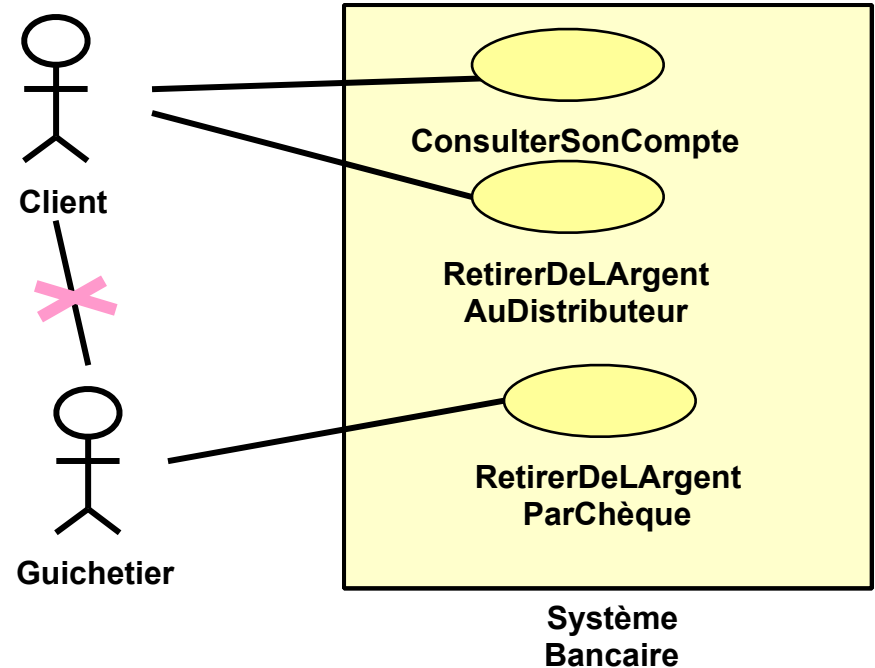 ConsulterSonCompte
Client
RetirerDeLArgent
AuDistributeur
RetirerDeLArgent
ParChèque
Guichetier
Système
Bancaire